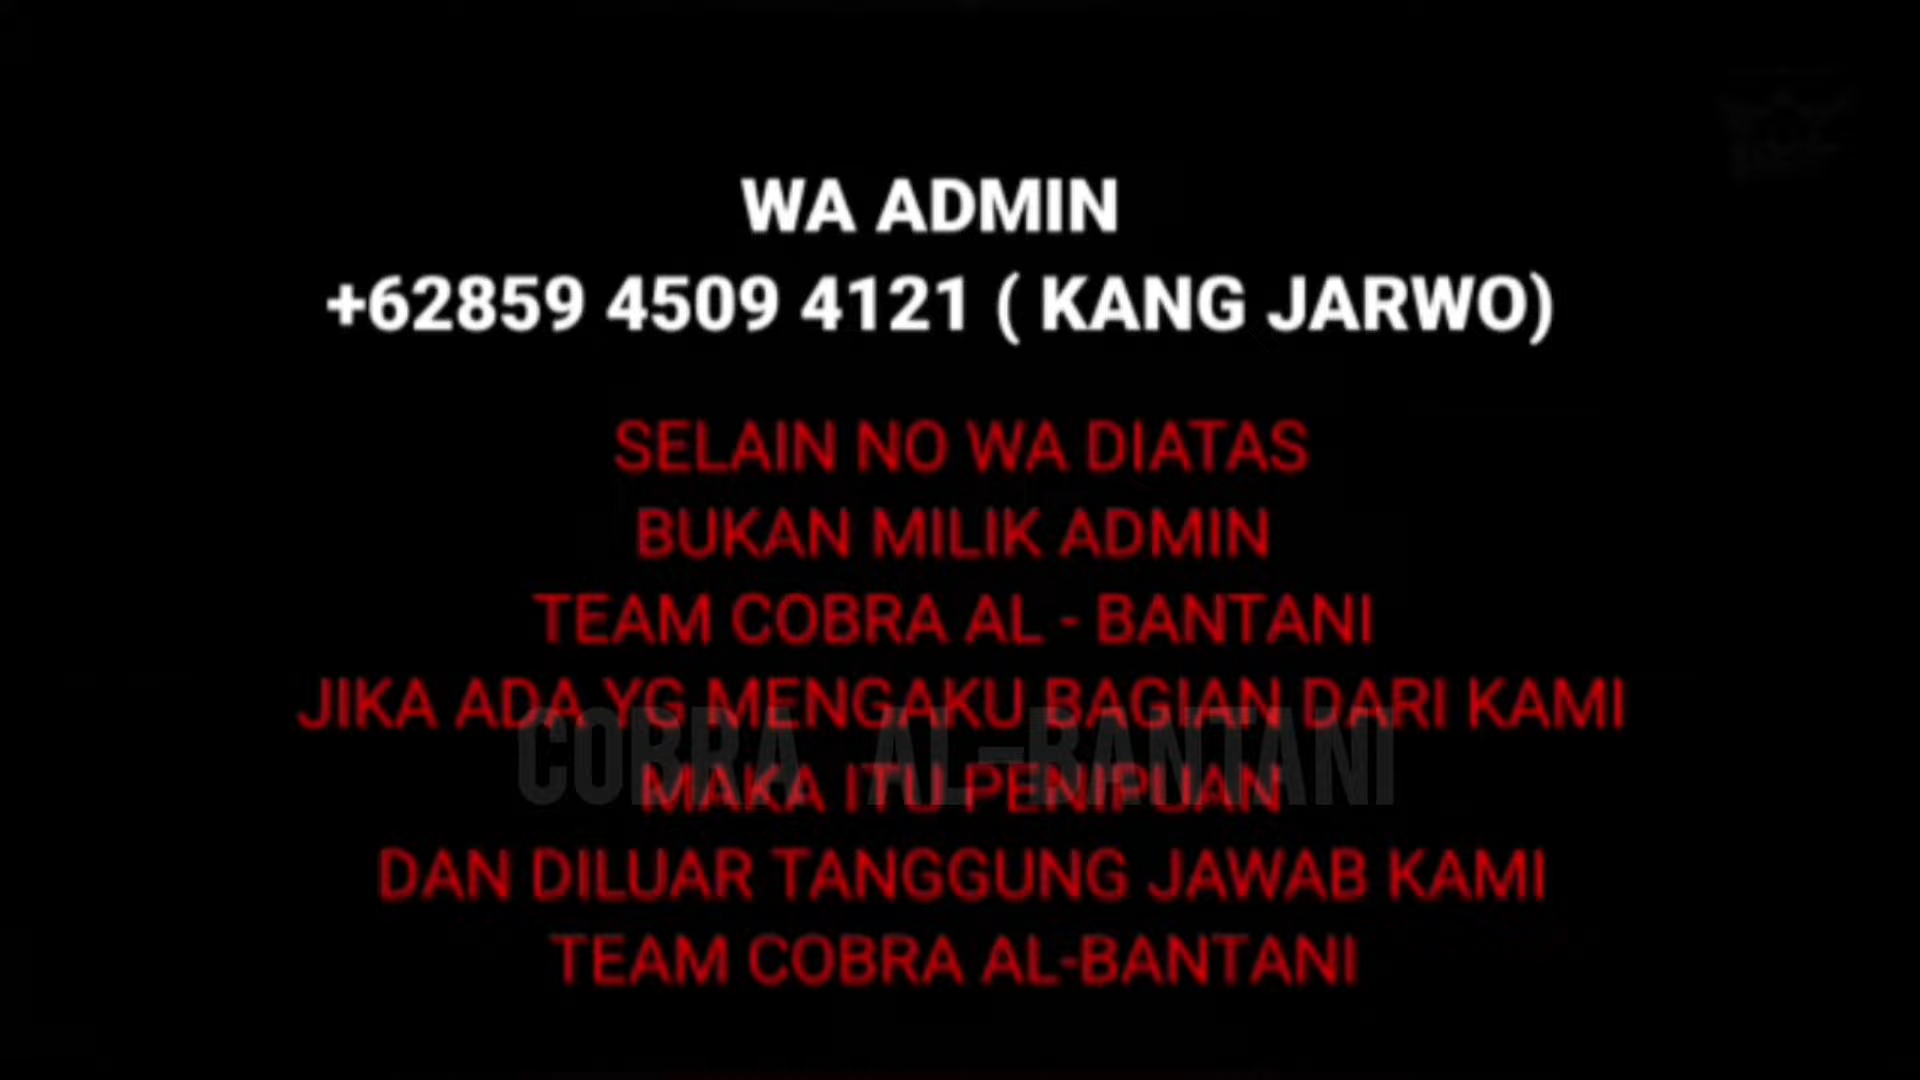 WA ADMIN
+62859 4509 4121 ( KANG JARWO)
SELAIN NO WA DIATAS
BUKAN MILIK ADMIN
TEAM COBRA AL - BANTANI
JIKA ADA YG MENGAKU BAGIAN DARI KAMI
COBRA AL-BANTANI
MAKA ITU PENIPUAN
DAN DILUAR TANGGUNG JAWAB KAMI
TEAM COBRA AL-BANTANI